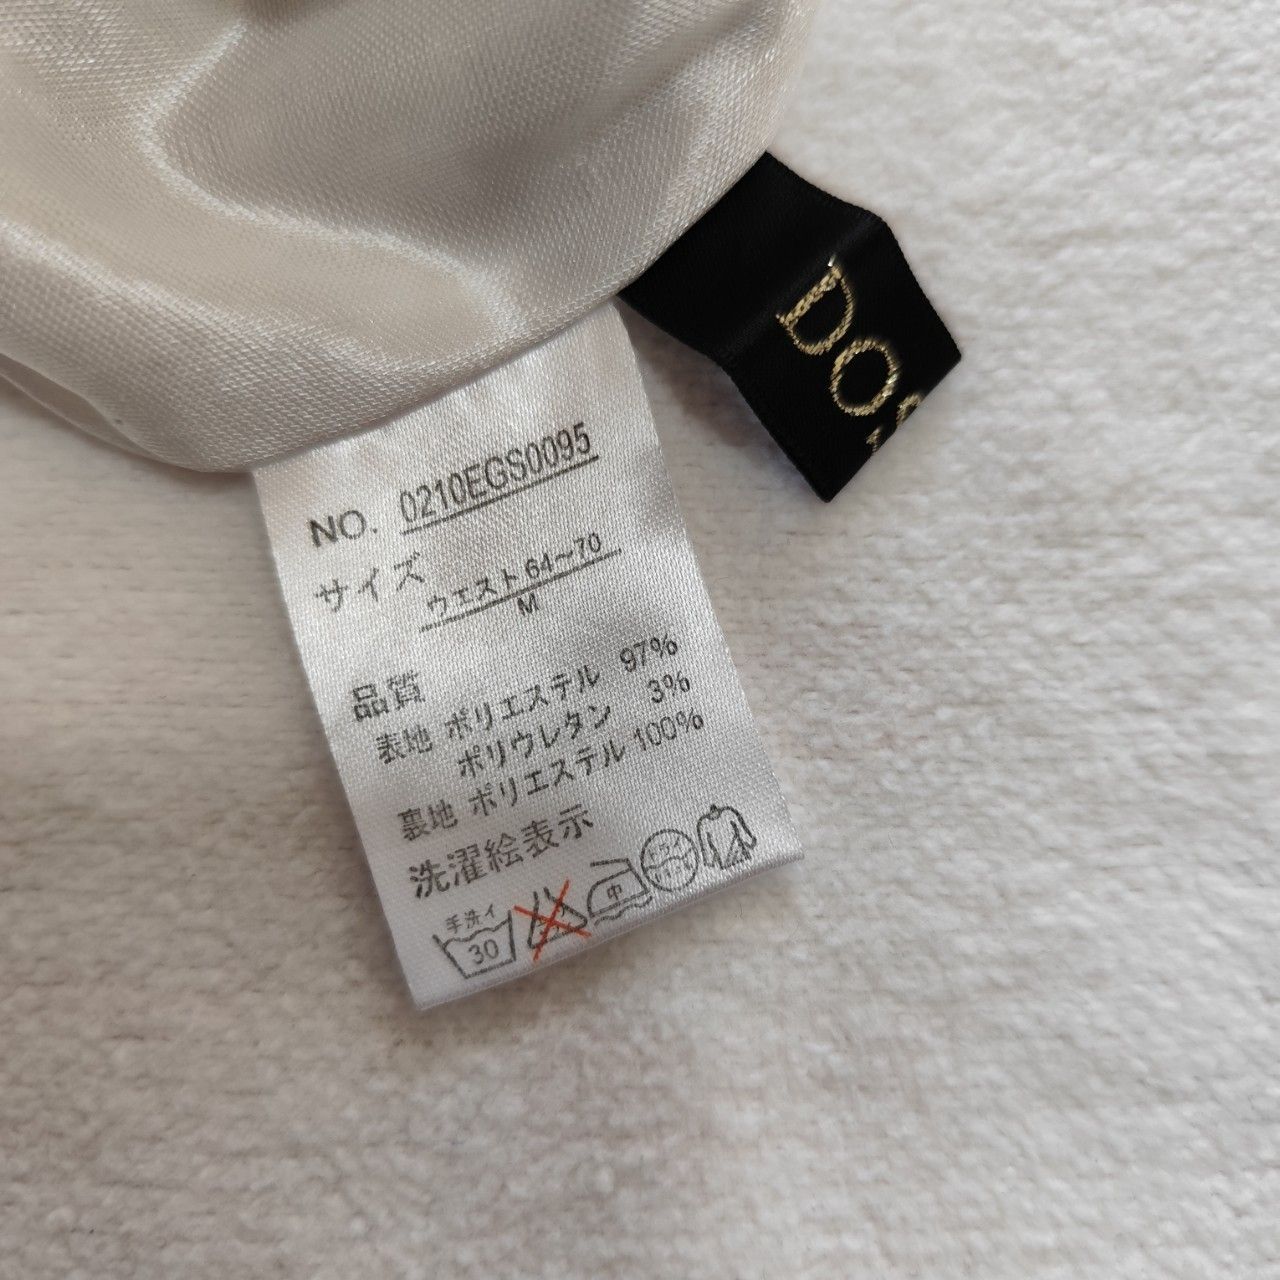 DOS
NO. 0210EGS0095
サイズ ウエスト 64～70
M
品質
表地 ポリエステル 97%
ポリウレタン 3%
裏地 ポリエステル 100%
洗濯絵表示
手洗イ
30
中